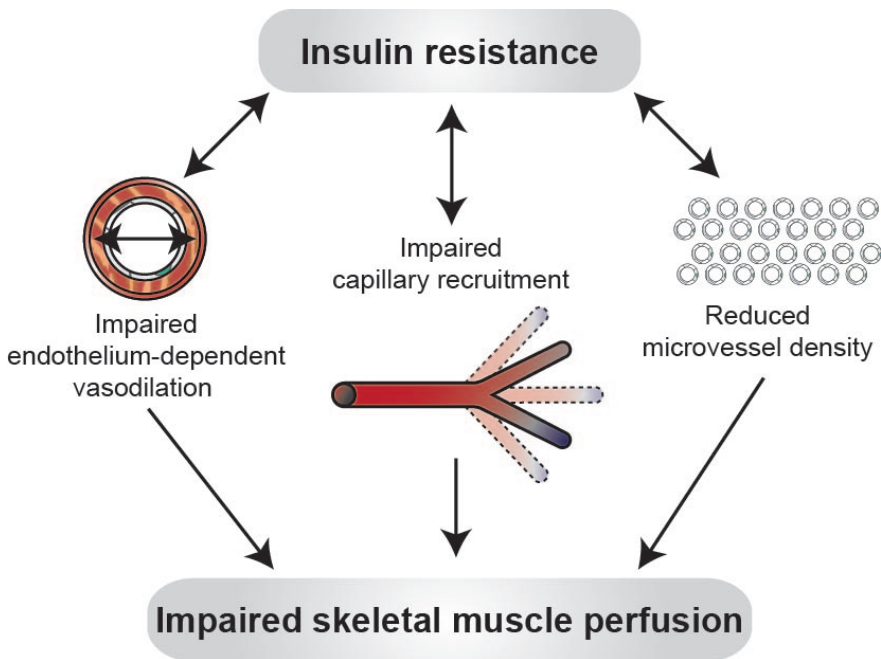 Insulin resistance
Impaired
endothelium-dependent
vasodilation
Impaired
capillary recruitment
Reduced
microvessel density
Impaired skeletal muscle perfusion